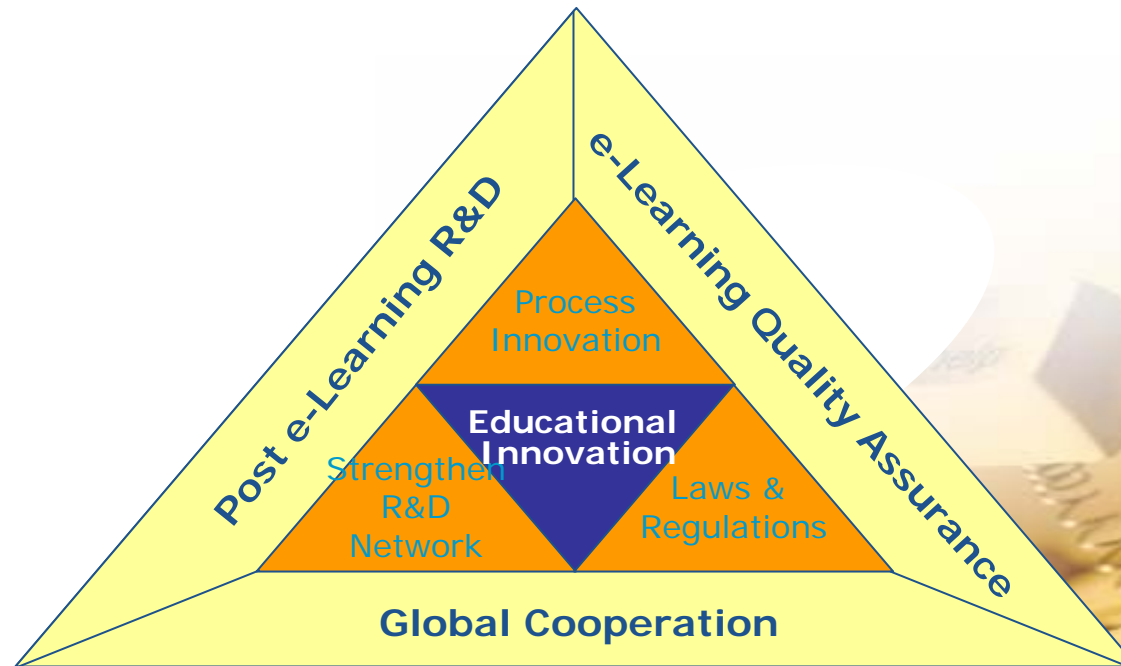 Post e-Learning R&D
e-Learning Quality Assurance
Process
Innovation
Educational
Innovation
Strengthen
R&D
Network
Laws &
Regulations
Global Cooperation